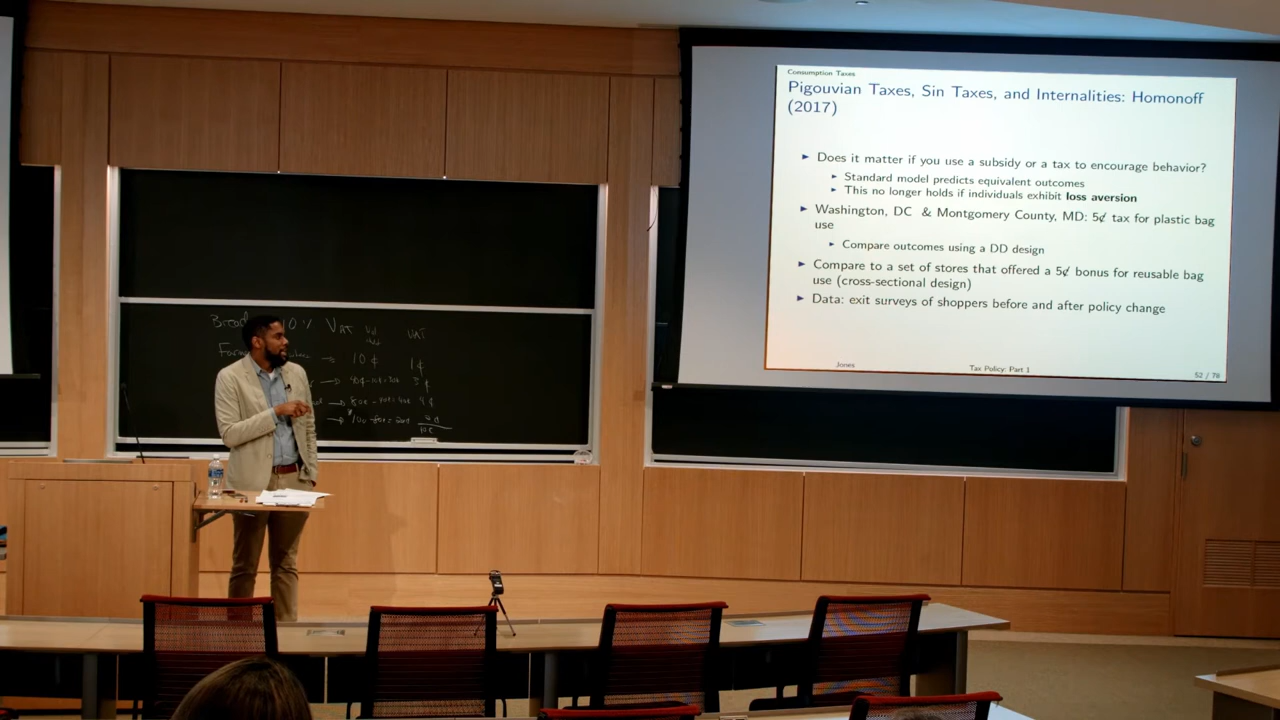 Consumption Taxes
Pigouvian Taxes, Sin Taxes, and Internalities: Homonoff
(2017)
► Does it matter if you use a subsidy or a tax to encourage behavior?
► Standard model predicts equivalent outcomes
► This no longer holds if individuals exhibit loss aversion
► Washington, DC & Montgomery County, MD: 5¢ tax for plastic bag
use
► Compare outcomes using a DD design
► Compare to a set of stores that offered a 5¢ bonus for reusable bag
use (cross-sectional design)
► Data: exit surveys of shoppers before and after policy change
Jones
Tax Policy: Part 1
52 / 78
10% VAT
VAT
10¢ 1¢